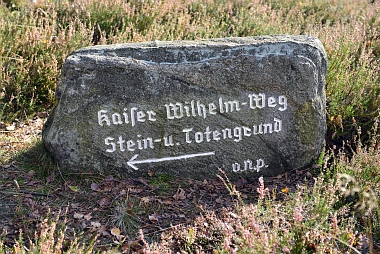 Kaiser Wilhelm-Weg
Stein-u. Totengrund
←
v.n.p.